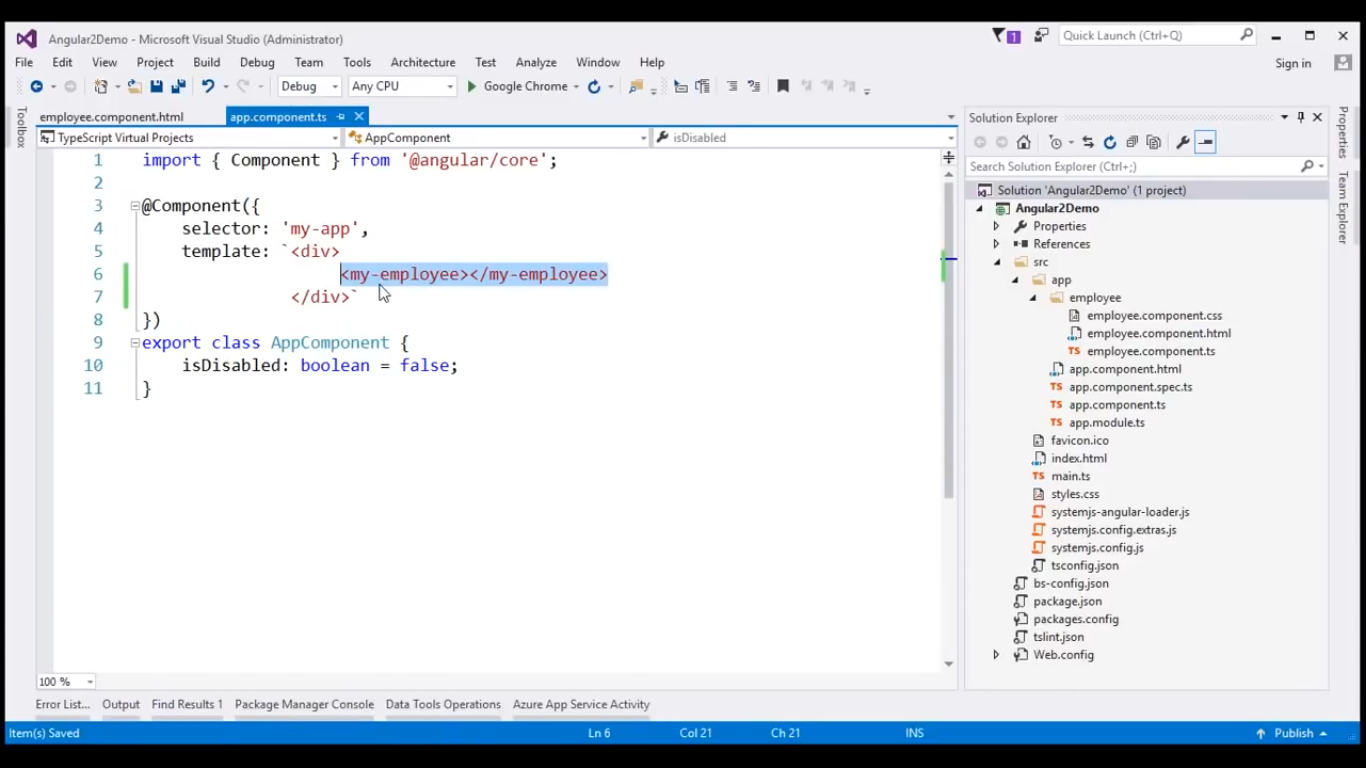 Angular2Demo - Microsoft Visual Studio (Administrator)
1
Quick Launch (Ctrl+Q)
File Edit View Project Build Debug Team Tools Architecture Test Analyze Window Help
Sign in
Debug Any CPU Google Chrome
Toolbox
employee.component.html app.component.ts
TypeScript Virtual Projects AppComponent isDisabled
1 import { Component } from '@angular/core';
2
3 @Component({
4 selector: 'my-app',
5 template: `<div>
6 <my-employee></my-employee>
7 </div>`
8 })
9 export class AppComponent {
10 isDisabled: boolean = false;
11 }
100 %
Solution Explorer
Search Solution Explorer (Ctrl+;)
Solution 'Angular2Demo' (1 project)
Angular2Demo
Properties
References
src
app
employee
employee.component.css
employee.component.html
TS employee.component.ts
app.component.html
TS app.component.spec.ts
TS app.component.ts
TS app.module.ts
favicon.ico
index.html
TS main.ts
styles.css
systemjs-angular-loader.js
systemjs.config.extras.js
systemjs.config.js
tsconfig.json
bs-config.json
package.json
packages.config
tslint.json
Web.config
Properties
Team Explorer
Error List... Output Find Results 1 Package Manager Console Data Tools Operations Azure App Service Activity
Item(s) Saved Ln 6 Col 21 Ch 21 INS Publish